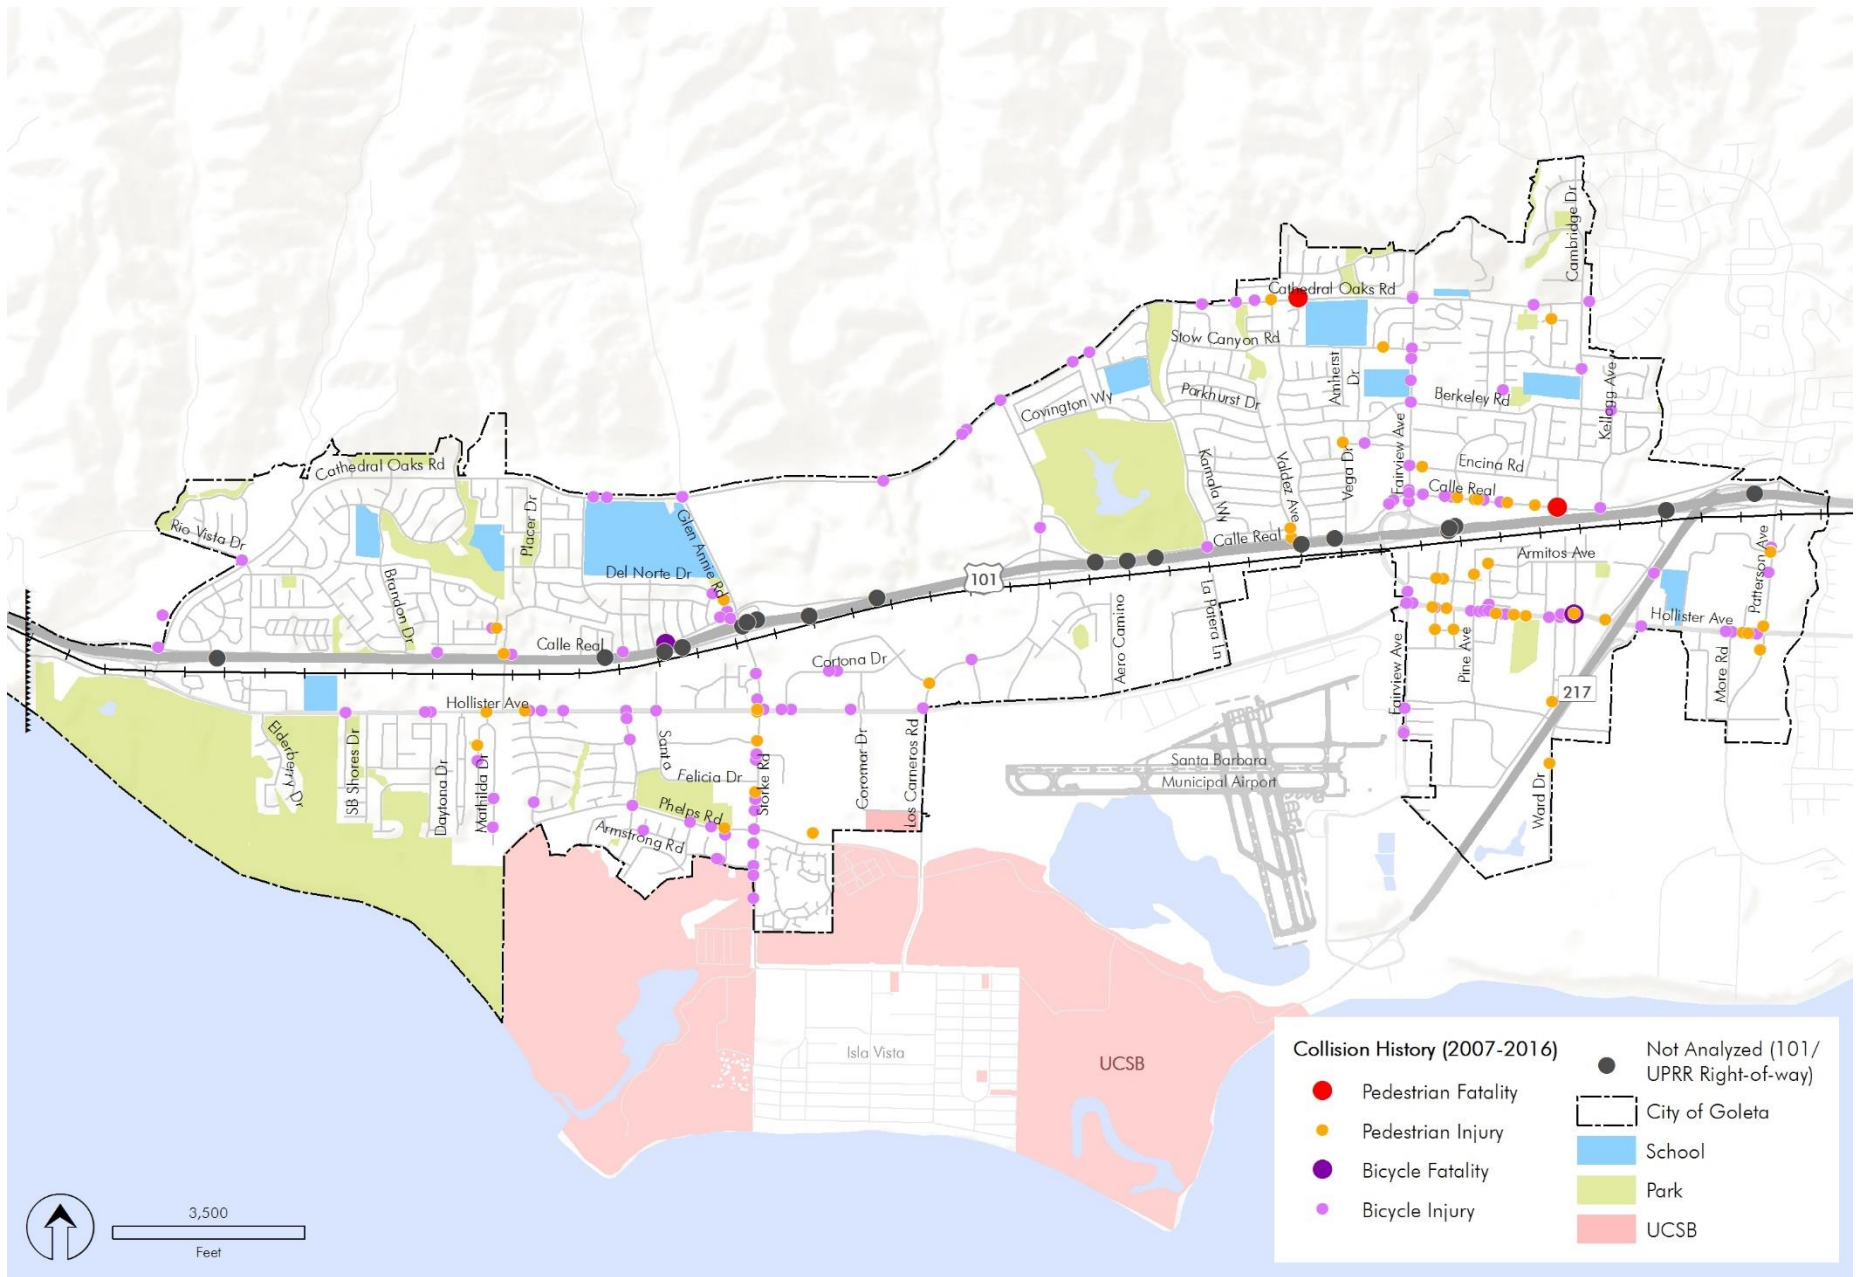 Cambridge Dr
Cathedral Oaks Rd
Stow Canyon Rd
Amherst
Dr
Parkhurst Dr
Covington Wy
Berkeley Rd
Kellogg Ave
Fairview Ave
Kamala Wy
Valdez Ave
Vega Dr
Encina Rd
Calle Real
Cathedral Oaks Rd
Placer Dr
Glen Annie Rd
Rio Vista Dr
Calle Real
Armitos Ave
Patterson Ave
Del Norte Dr
101
Brandon Dr
Aero Camino
La Patera Ln
Hollister Ave
Calle Real
Cortona Dr
Pine Ave
More Rd
Fairview Ave
217
Hollister Ave
Elderberry Dr
SB Shores Dr
Daytona Dr
Mathilda Dr
Santa
Felicia Dr
Storke Rd
Coromar Dr
Los Carneros Rd
Santa Barbara
Municipal Airport
Phelps Rd
Armstrong Rd
Ward Dr
Isla Vista
UCSB
Collision History (2007-2016)
Pedestrian Fatality
Pedestrian Injury
Bicycle Fatality
Bicycle Injury
Not Analyzed (101/
UPRR Right-of-way)
City of Goleta
School
Park
UCSB
3,500
Feet